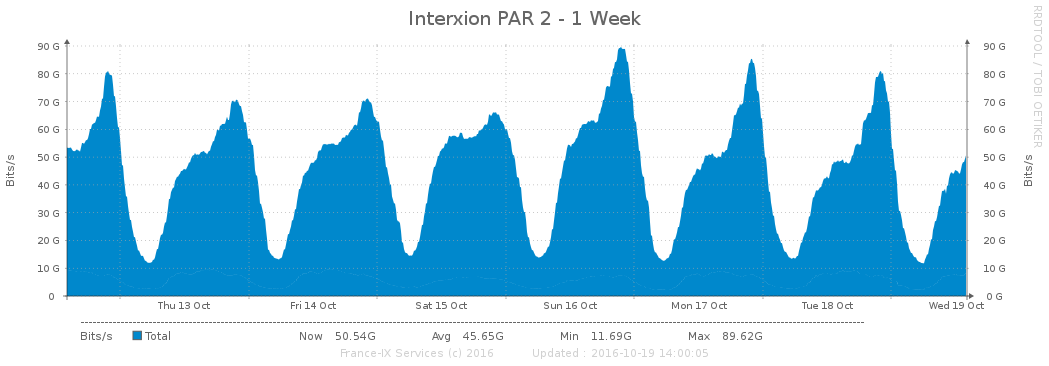 Interxion PAR 2 - 1 Week
RRDTOOL / TOBI OETIKER
90 G 90 G
80 G 80 G
70 G 70 G
60 G 60 G
50 G 50 G
40 G 40 G
30 G 30 G
20 G 20 G
10 G 10 G
0 0 G
Bits/s Bits/s
Thu 13 Oct Fri 14 Oct Sat 15 Oct Sun 16 Oct Mon 17 Oct Tue 18 Oct Wed 19 Oct
Bits/s Total Now 50.54G Avg 45.65G Min 11.69G Max 89.62G
France-IX Services (c) 2016 Updated : 2016-10-19 14:00:05